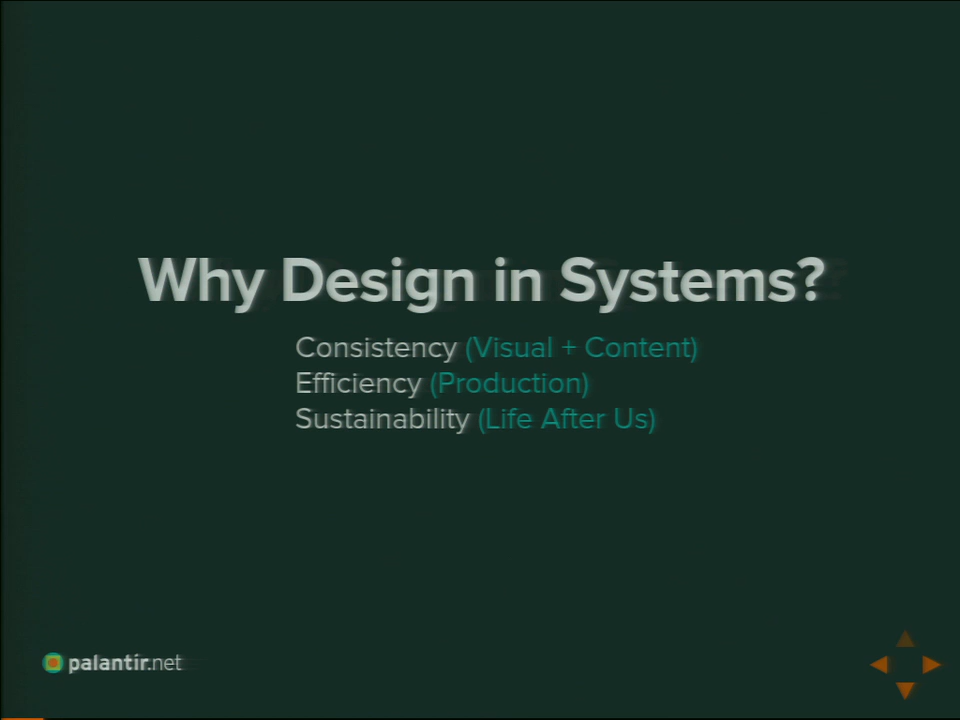 Why Design in Systems?
Consistency (Visual + Content)
Efficiency (Production)
Sustainability (Life After Us)
palantir.net